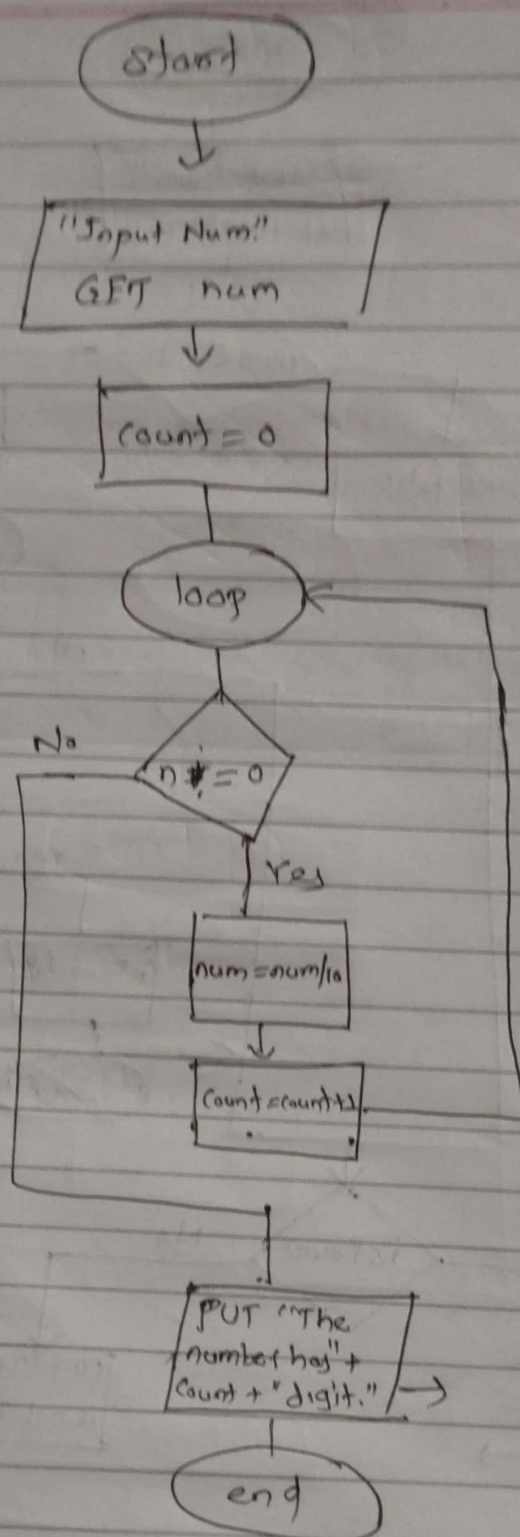 Start
"Input Num"
GET num
Count = 0
loop
No
n != 0
Yes
num = num/10
Count = count+1
PUT "The
number has" +
Count + "digit."
end